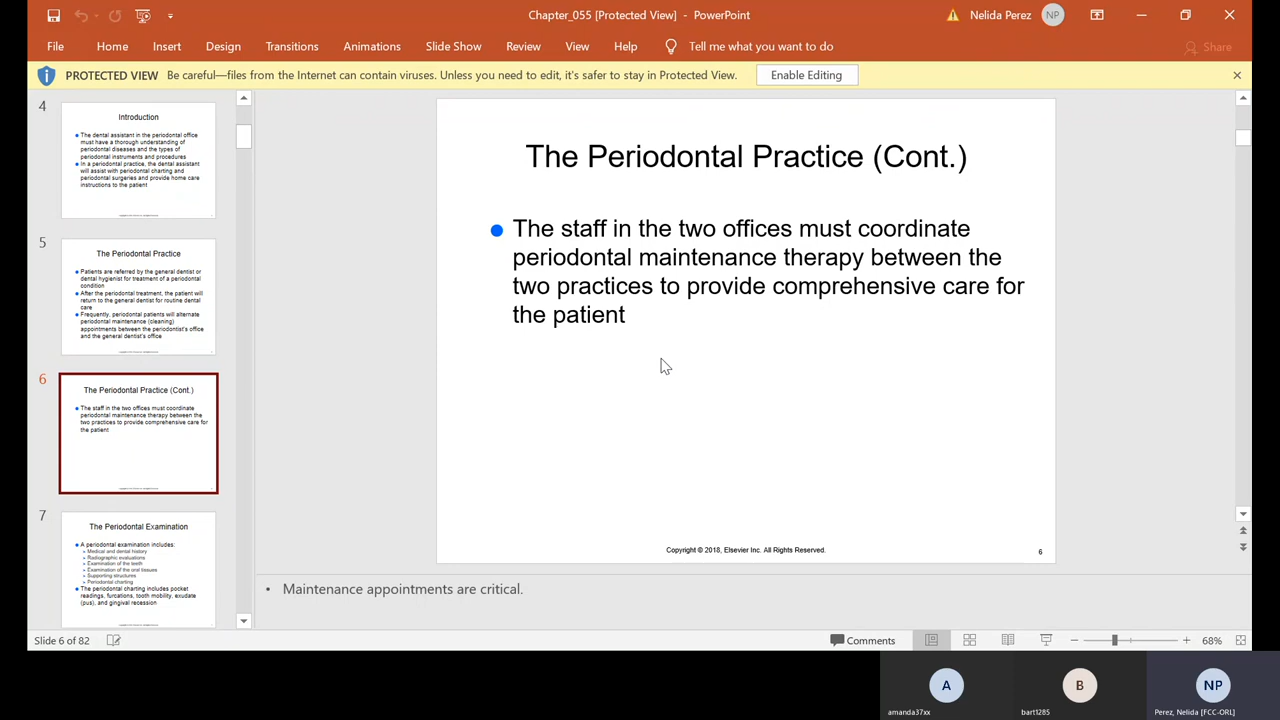 Chapter_055 [Protected View] - PowerPoint
Nelida Perez
NP
File Home Insert Design Transitions Animations Slide Show Review View Help Tell me what you want to do Share
PROTECTED VIEW Be careful—files from the Internet can contain viruses. Unless you need to edit, it's safer to stay in Protected View. Enable Editing
4
Introduction
The dental assistant in the periodontal office
must have a thorough understanding of
periodontal diseases and the types of
periodontal instruments and procedures
In a periodontal practice, the dental assistant
will assist with periodontal charting and
periodontal surgeries and provide home care
instructions to the patient
5
The Periodontal Practice
Patients are referred by the general dentist or
dental hygienist for treatment of a periodontal
condition
After the periodontal treatment, the patient will
return to the general dentist for routine dental
care
Frequently, periodontal patients will alternate
periodontal maintenance (cleaning)
appointments between the periodontist's office
and the general dentist's office
6
The Periodontal Practice (Cont.)
The staff in the two offices must coordinate
periodontal maintenance therapy between the
two practices to provide comprehensive care for
the patient
7
The Periodontal Examination
A periodontal examination includes:
Medical and dental history
Radiographic evaluations
Examination of the teeth
Examination of the oral tissues
Supporting structures
Periodontal charting
The periodontal charting includes pocket
readings, furcations, tooth mobility, exudate
(pus), and gingival recession
The Periodontal Practice (Cont.)
The staff in the two offices must coordinate
periodontal maintenance therapy between the
two practices to provide comprehensive care for
the patient
Copyright © 2018, Elsevier Inc. All Rights Reserved.
6
• Maintenance appointments are critical.
Slide 6 of 82
Comments
68%
A
amanda37xx
B
bart1285
NP
Perez, Nelida [FCC-ORL]